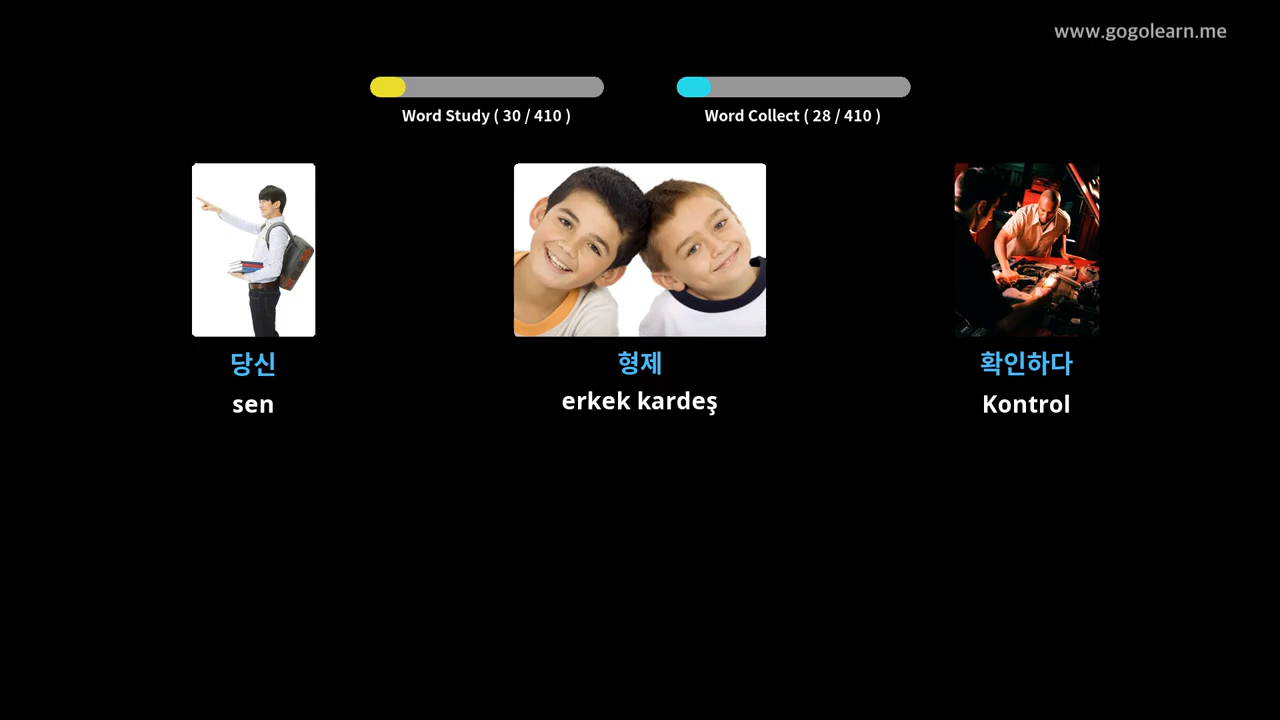 www.gogolearn.me
Word Study ( 30 / 410 )
Word Collect ( 28 / 410 )
당신
sen
형제
erkek kardeş
확인하다
Kontrol